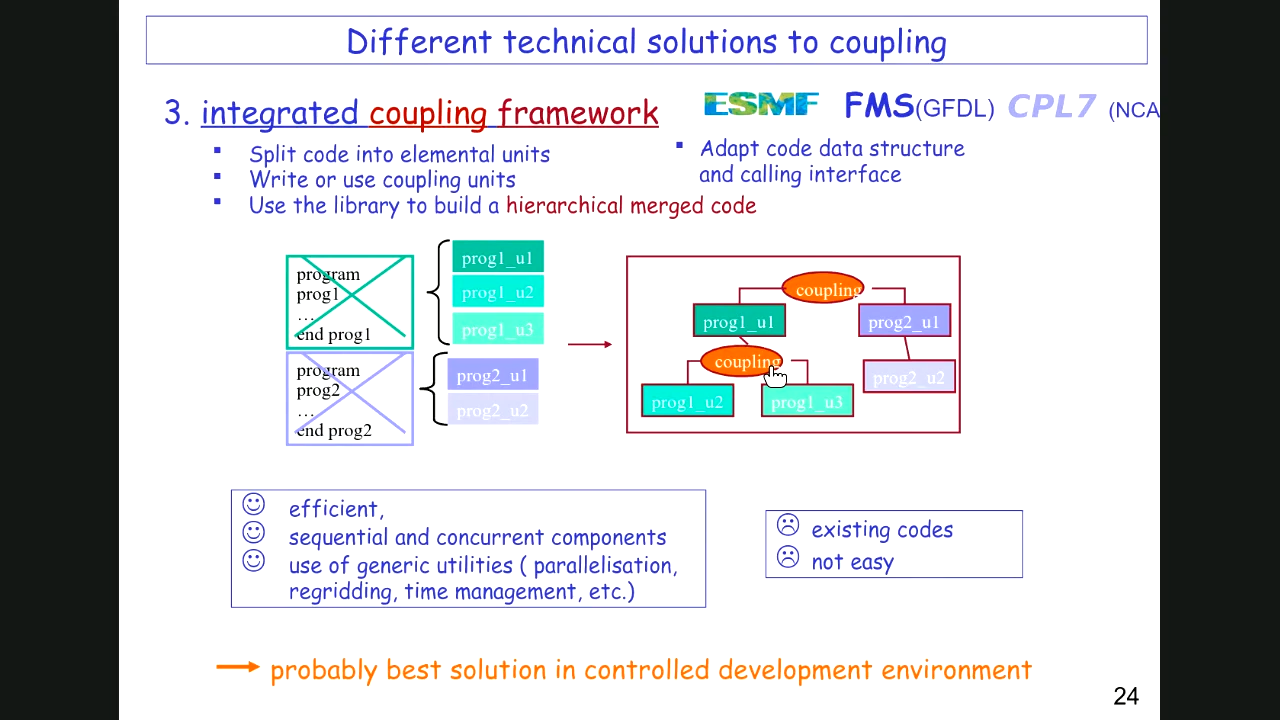 Different technical solutions to coupling
3. integrated coupling framework
ESMF FMS(GFDL) CPL7 (NCA
▪ Split code into elemental units
▪ Write or use coupling units
▪ Use the library to build a hierarchical merged code
▪ Adapt code data structure
and calling interface
program
prog1
...
end prog1
program
prog2
...
end prog2
prog1_u1
prog1_u2
prog1_u3
prog2_u1
prog2_u2
coupling
prog1_u1
prog2_u1
coupling
prog2_u2
prog1_u2
prog1_u3
☺ efficient,
☺ sequential and concurrent components
☺ use of generic utilities ( parallelisation,
regridding, time management, etc.)
☹ existing codes
☹ not easy
probably best solution in controlled development environment
24